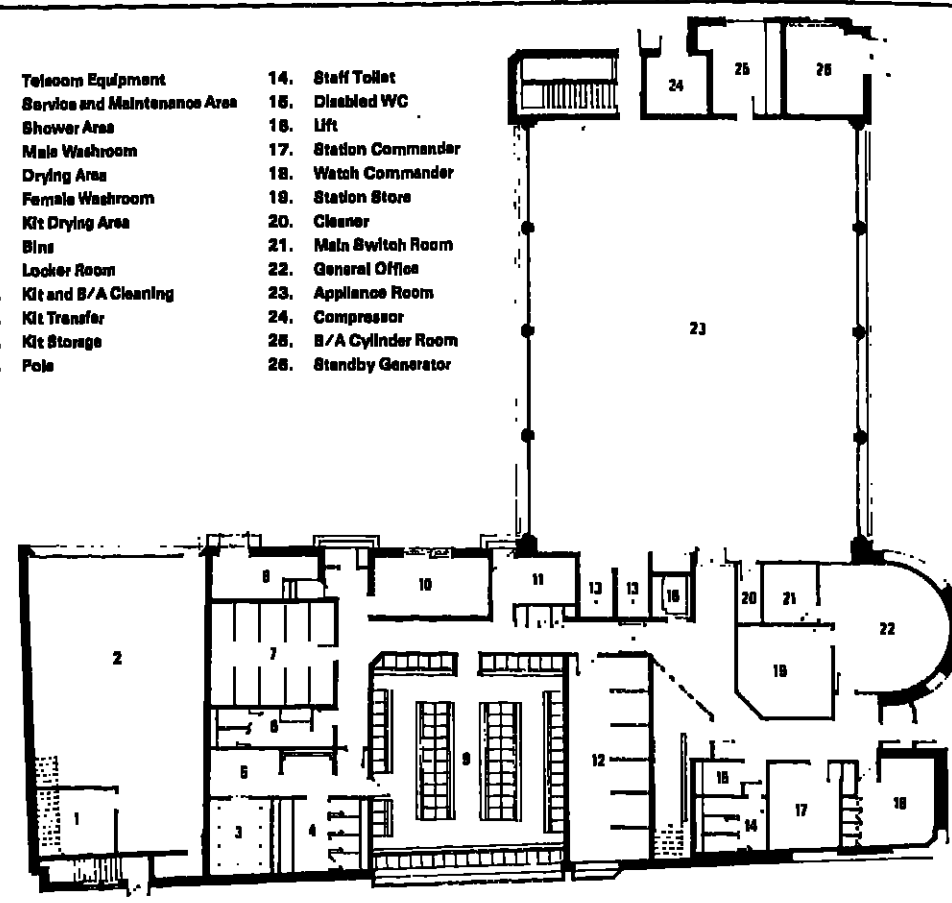 Telecom Equipment
Service and Maintenance Area
Shower Area
Male Washroom
Drying Area
Female Washroom
Kit Drying Area
Bins
Locker Room
Kit and B/A Cleaning
Kit Transfer
Kit Storage
Pole
14. Staff Toilet
15. Disabled WC
16. Lift
17. Station Commander
18. Watch Commander
19. Station Store
20. Cleaner
21. Main Switch Room
22. General Office
23. Appliance Room
24. Compressor
25. B/A Cylinder Room
26. Standby Generator
24 25 26
23
8 10 11 13 13 16 20 21
2 7 22
19
6
5 9 12
15
1 3 4 14 17 18